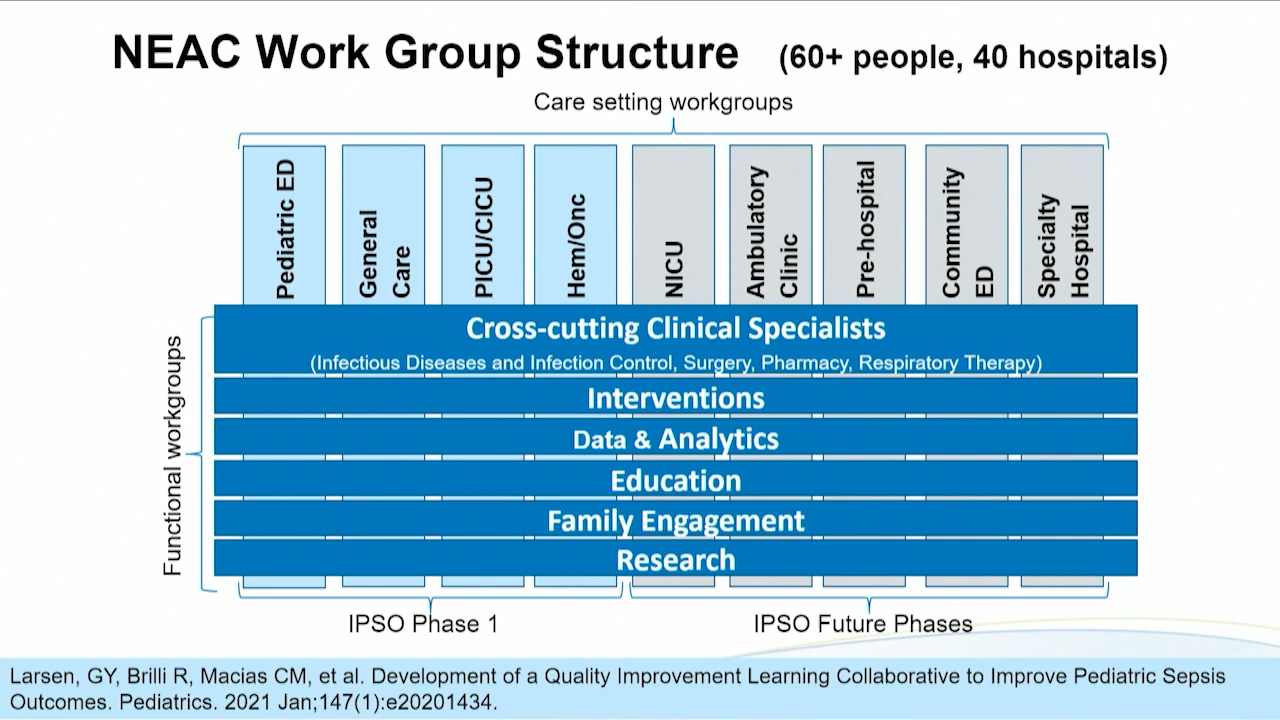 NEAC Work Group Structure (60+ people, 40 hospitals)
Care setting workgroups
Pediatric ED
General
Care
PICU/CICU
Hem/Onc
NICU
Ambulatory
Clinic
Pre-hospital
Community
ED
Specialty
Hospital
Functional workgroups
Cross-cutting Clinical Specialists
(Infectious Diseases and Infection Control, Surgery, Pharmacy, Respiratory Therapy)
Interventions
Data & Analytics
Education
Family Engagement
Research
IPSO Phase 1
IPSO Future Phases
Larsen, GY, Brilli R, Macias CM, et al. Development of a Quality Improvement Learning Collaborative to Improve Pediatric Sepsis
Outcomes. Pediatrics. 2021 Jan;147(1):e20201434.